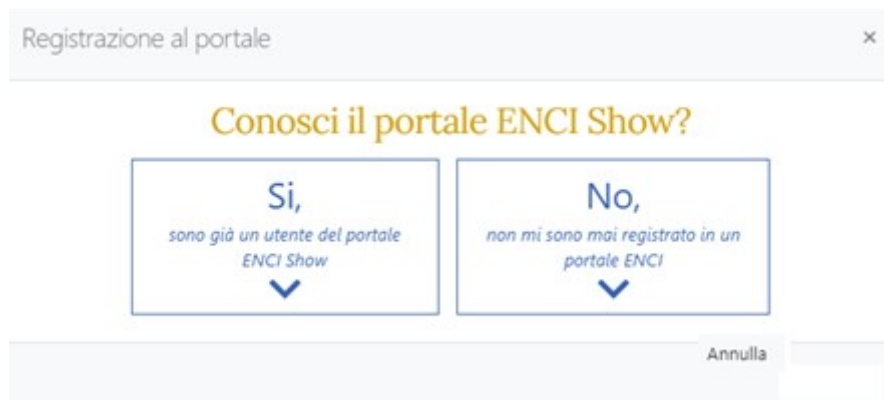 Registrazione al portale ×
Conosci il portale ENCI Show?
Si,
sono già un utente del portale
ENCI Show
No,
non mi sono mai registrato in un
portale ENCI
Annulla